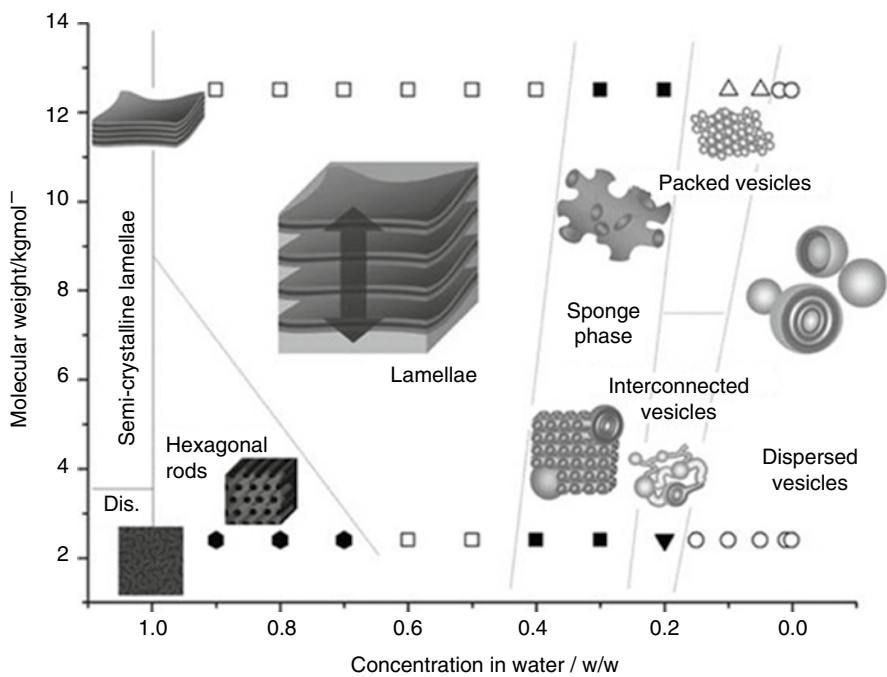 14
12
10
8
6
4
2
Molecular weight/kgmol⁻
Semi-crystalline lamellae
Dis.
Hexagonal
rods
Lamellae
Packed vesicles
Sponge
phase
Interconnected
vesicles
Dispersed
vesicles
1.0
0.8
0.6
0.4
0.2
0.0
Concentration in water / w/w